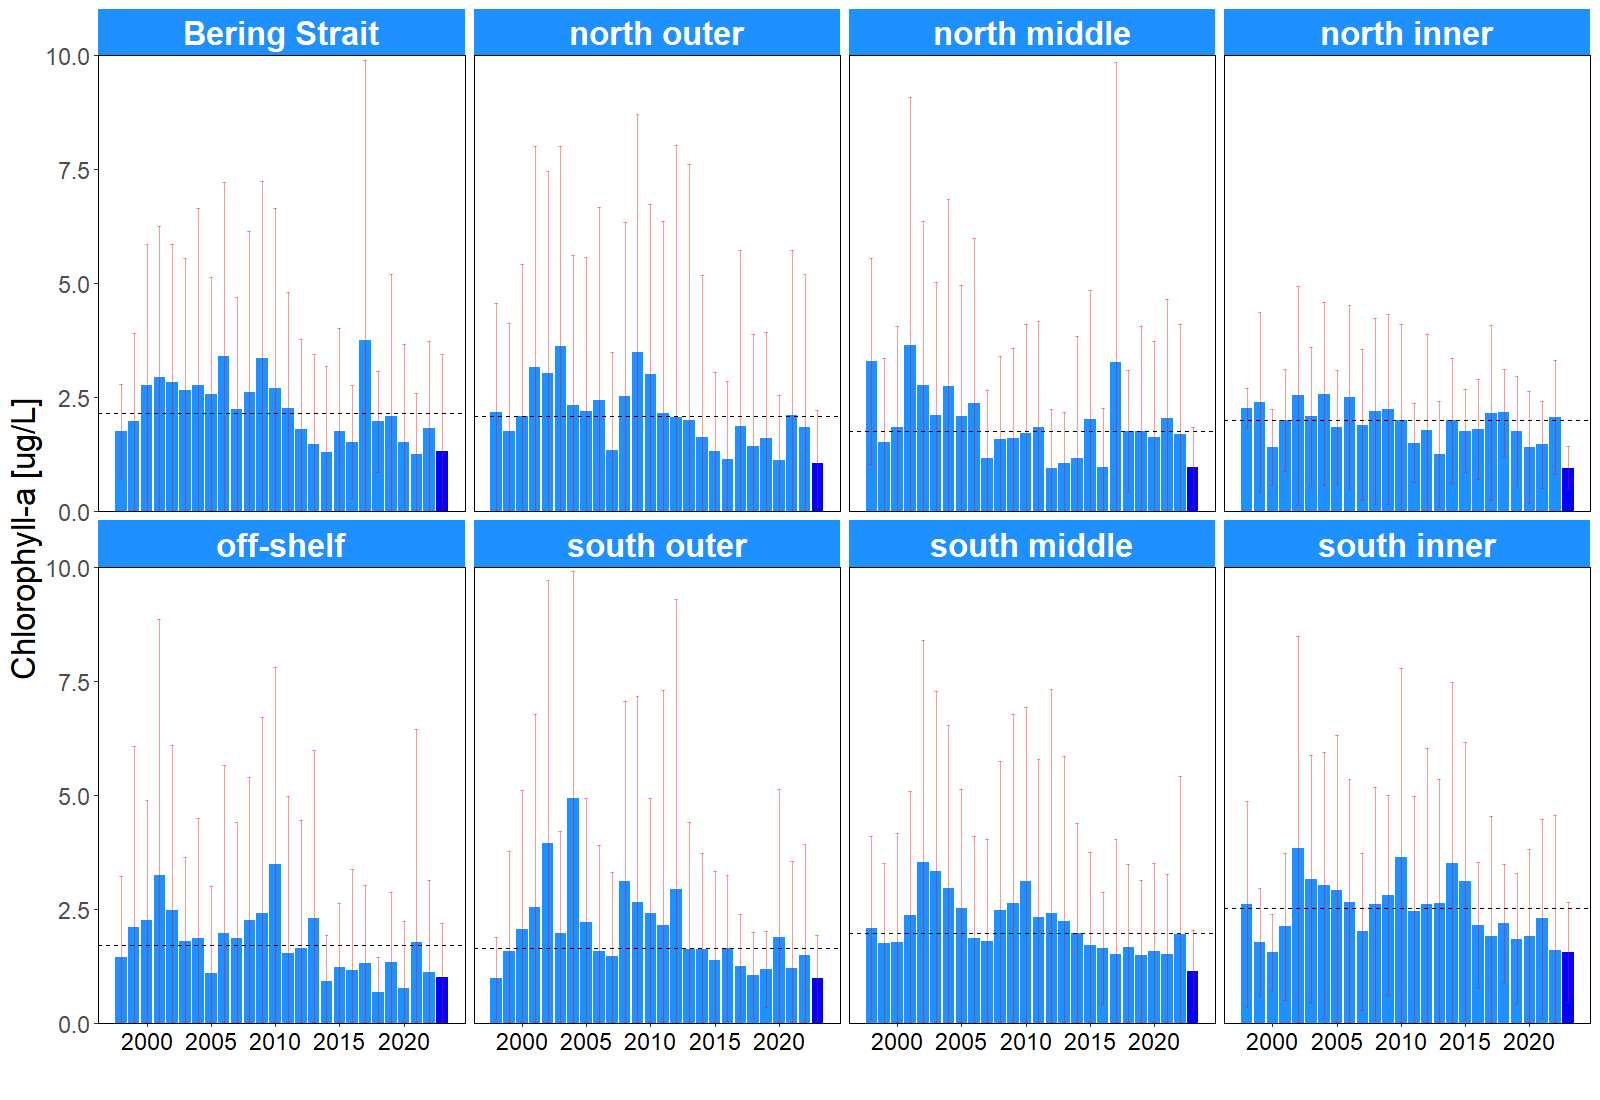 Bering Strait
north outer
north middle
north inner
10.0
7.5
5.0
2.5
0.0
Chlorophyll-a [ug/L]
off-shelf
south outer
south middle
south inner
10.0
7.5
5.0
2.5
0.0
2000 2005 2010 2015 2020
2000 2005 2010 2015 2020
2000 2005 2010 2015 2020
2000 2005 2010 2015 2020